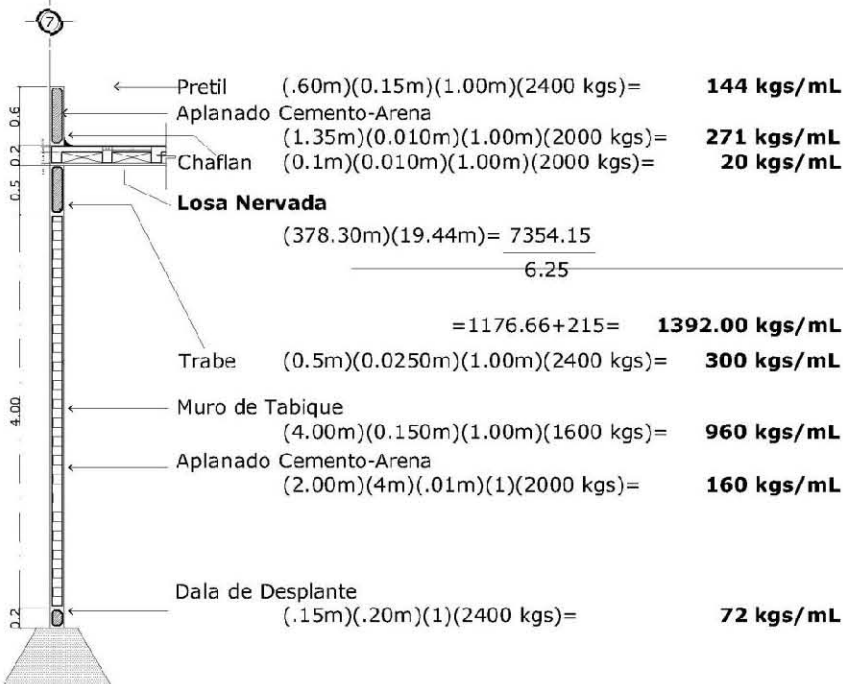 7
Pretil (.60m)(0.15m)(1.00m)(2400 kgs)= 144 kgs/mL
Aplanado Cemento-Arena
(1.35m)(0.010m)(1.00m)(2000 kgs)= 271 kgs/mL
Chaflan (0.1m)(0.010m)(1.00m)(2000 kgs)= 20 kgs/mL
Losa Nervada
(378.30m)(19.44m)= 7354.15
6.25
=1176.66+215= 1392.00 kgs/mL
Trabe (0.5m)(0.0250m)(1.00m)(2400 kgs)= 300 kgs/mL
Muro de Tabique
(4.00m)(0.150m)(1.00m)(1600 kgs)= 960 kgs/mL
Aplanado Cemento-Arena
(2.00m)(4m)(.01m)(1)(2000 kgs)= 160 kgs/mL
Dala de Desplante
(.15m)(.20m)(1)(2400 kgs)= 72 kgs/mL
0.6
0.2
0.5
4.00
0.2